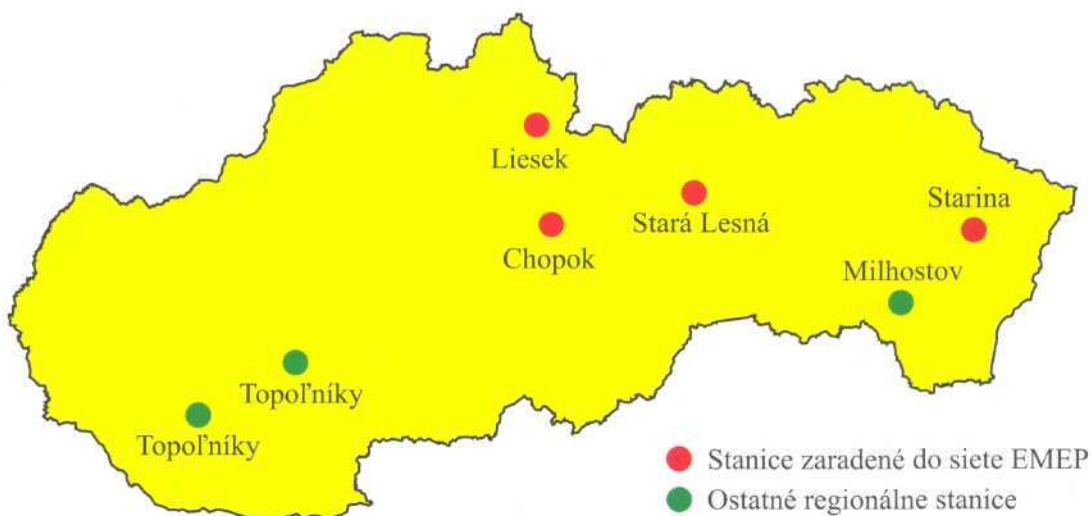 Liesek
Stará Lesná
Starina
Chopok
Milhostov
Topoľníky
Topoľníky
Stanice zaradené do siete EMEP
Ostatné regionálne stanice